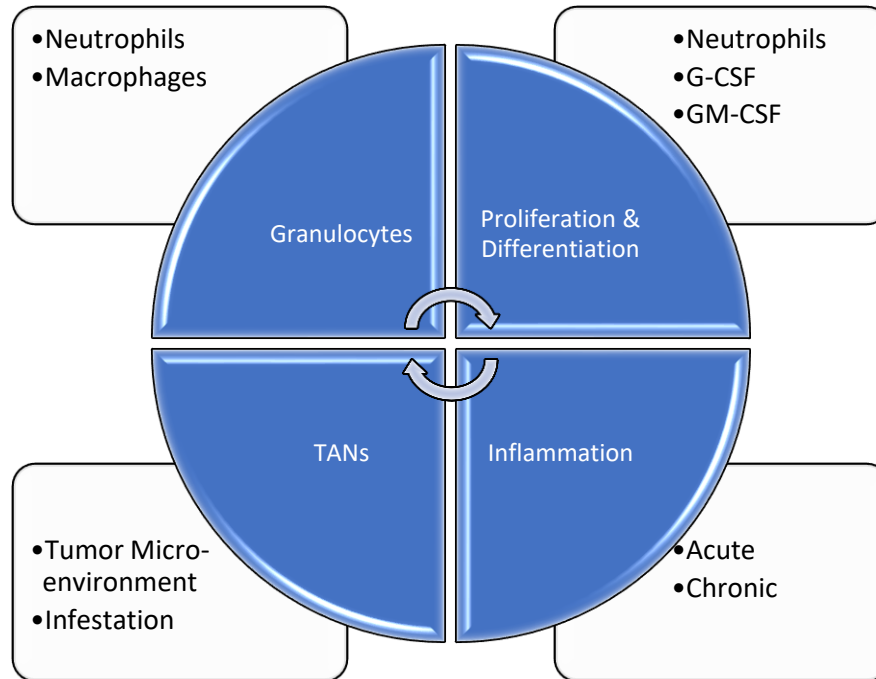 •Neutrophils
•Macrophages
•Neutrophils
•G-CSF
•GM-CSF
Granulocytes
Proliferation &
Differentiation
TANs
Inflammation
•Tumor Micro-
environment
•Infestation
•Acute
•Chronic